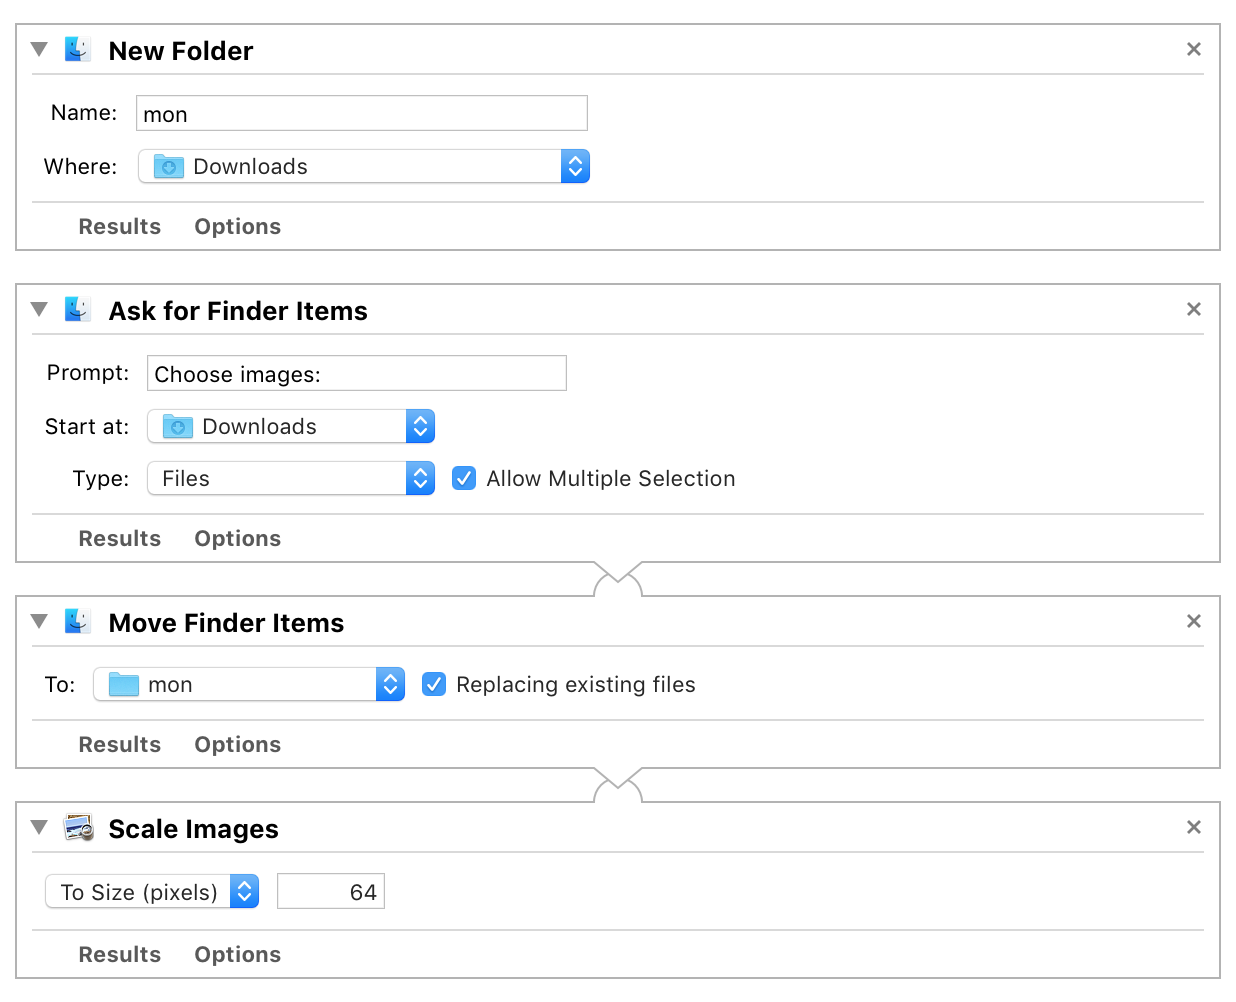 New Folder
Name: mon
Where: Downloads
Results Options
Ask for Finder Items
Prompt: Choose images:
Start at: Downloads
Type: Files Allow Multiple Selection
Results Options
Move Finder Items
To: mon Replacing existing files
Results Options
Scale Images
To Size (pixels) 64
Results Options